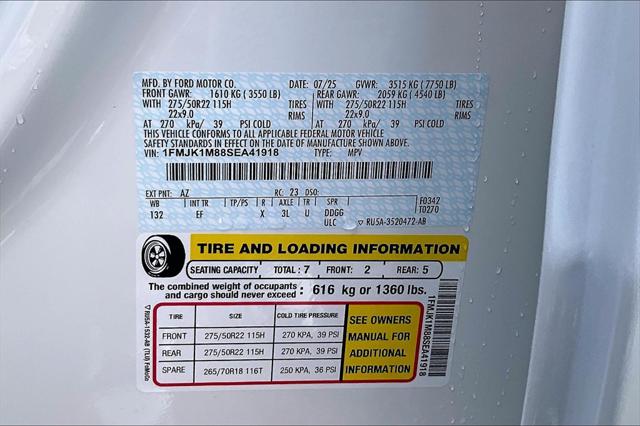 MFD. BY FORD MOTOR CO. DATE: 07/25 GVWR: 3515 KG (7750 LB)
FRONT GAWR: 1610 KG (3550 LB) REAR GAWR: 2059 KG (4540 LB)
WITH 275/50R22 115H TIRES WITH 275/50R22 115H TIRES
22x9.0 RIMS 22x9.0 RIMS
AT 270 kPa/ 39 PSI COLD AT 270 kPa/ 39 PSI COLD
THIS VEHICLE CONFORMS TO ALL APPLICABLE FEDERAL MOTOR VEHICLE
SAFETY STANDARDS IN EFFECT ON THE DATE OF MANUFACTURE SHOWN ABOVE.
VIN: 1FMJK1M88SEA41918 TYPE: MPV
EXT PNT: AZ RC: 23 DSO:
WB INT TR TP/PS R AXLE TR SPR F0342
132 EF X 3L U DDGG T0270
ULC ▽ RU5A-3520472-AB
TIRE AND LOADING INFORMATION
SEATING CAPACITY TOTAL : 7 FRONT: 2 REAR: 5
The combined weight of occupants and cargo should never exceed : 616 kg or 1360 lbs.
TIRE SIZE COLD TIRE PRESSURE
FRONT 275/50R22 115H 270 KPA, 39 PSI
REAR 275/50R22 115H 270 KPA, 39 PSI
SPARE 265/70R18 116T 250 KPA, 36 PSI
SEE OWNERS
MANUAL FOR
ADDITIONAL
INFORMATION
▽ RU5A-1532-AB (TLU) FoMoCo
1FMJK1M88SEA41918